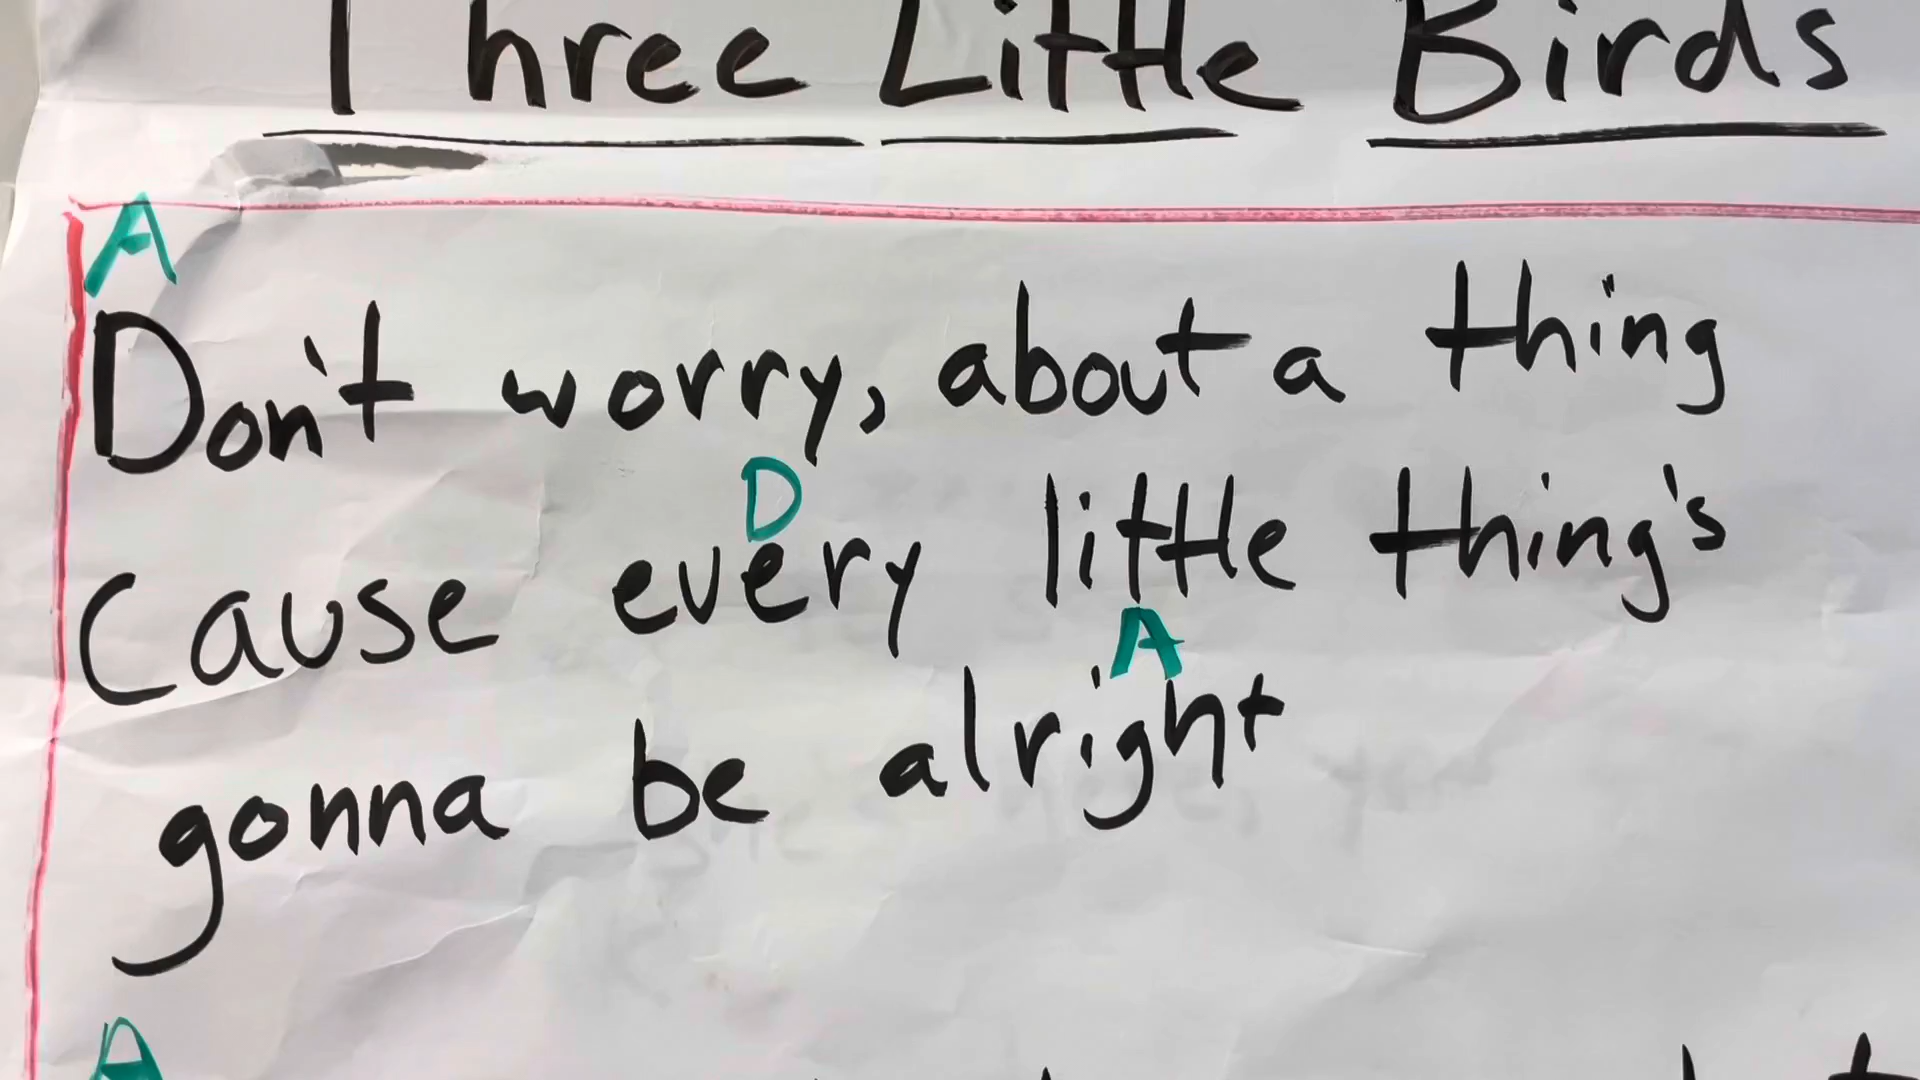 Three Little Birds
A
Don't worry, about a thing
D
Cause every little thing's
A
gonna be alright
A